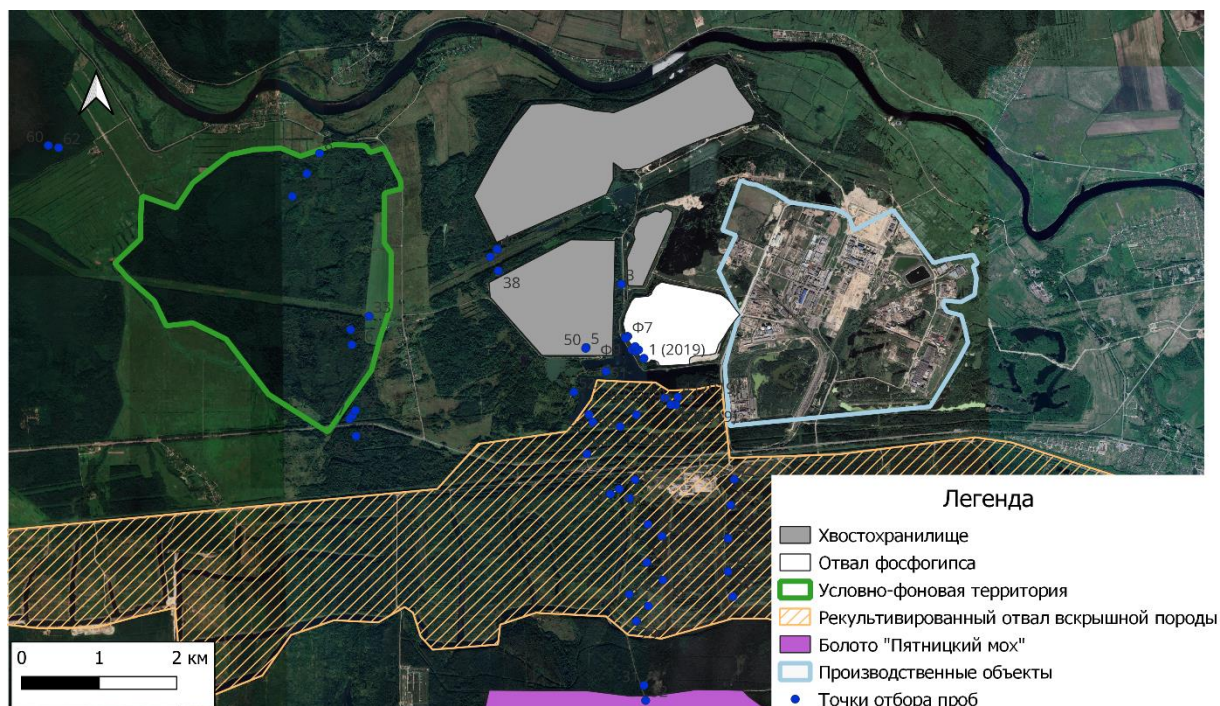 60
62
38
8
Ф7
50
5
1 (2019)
Легенда
Хвостохранилище
Отвал фосфогипса
Условно-фоновая территория
Рекультивированный отвал вскрышной породы
Болото "Пятницкий мох"
Производственные объекты
Точки отбора проб
0 1 2 км